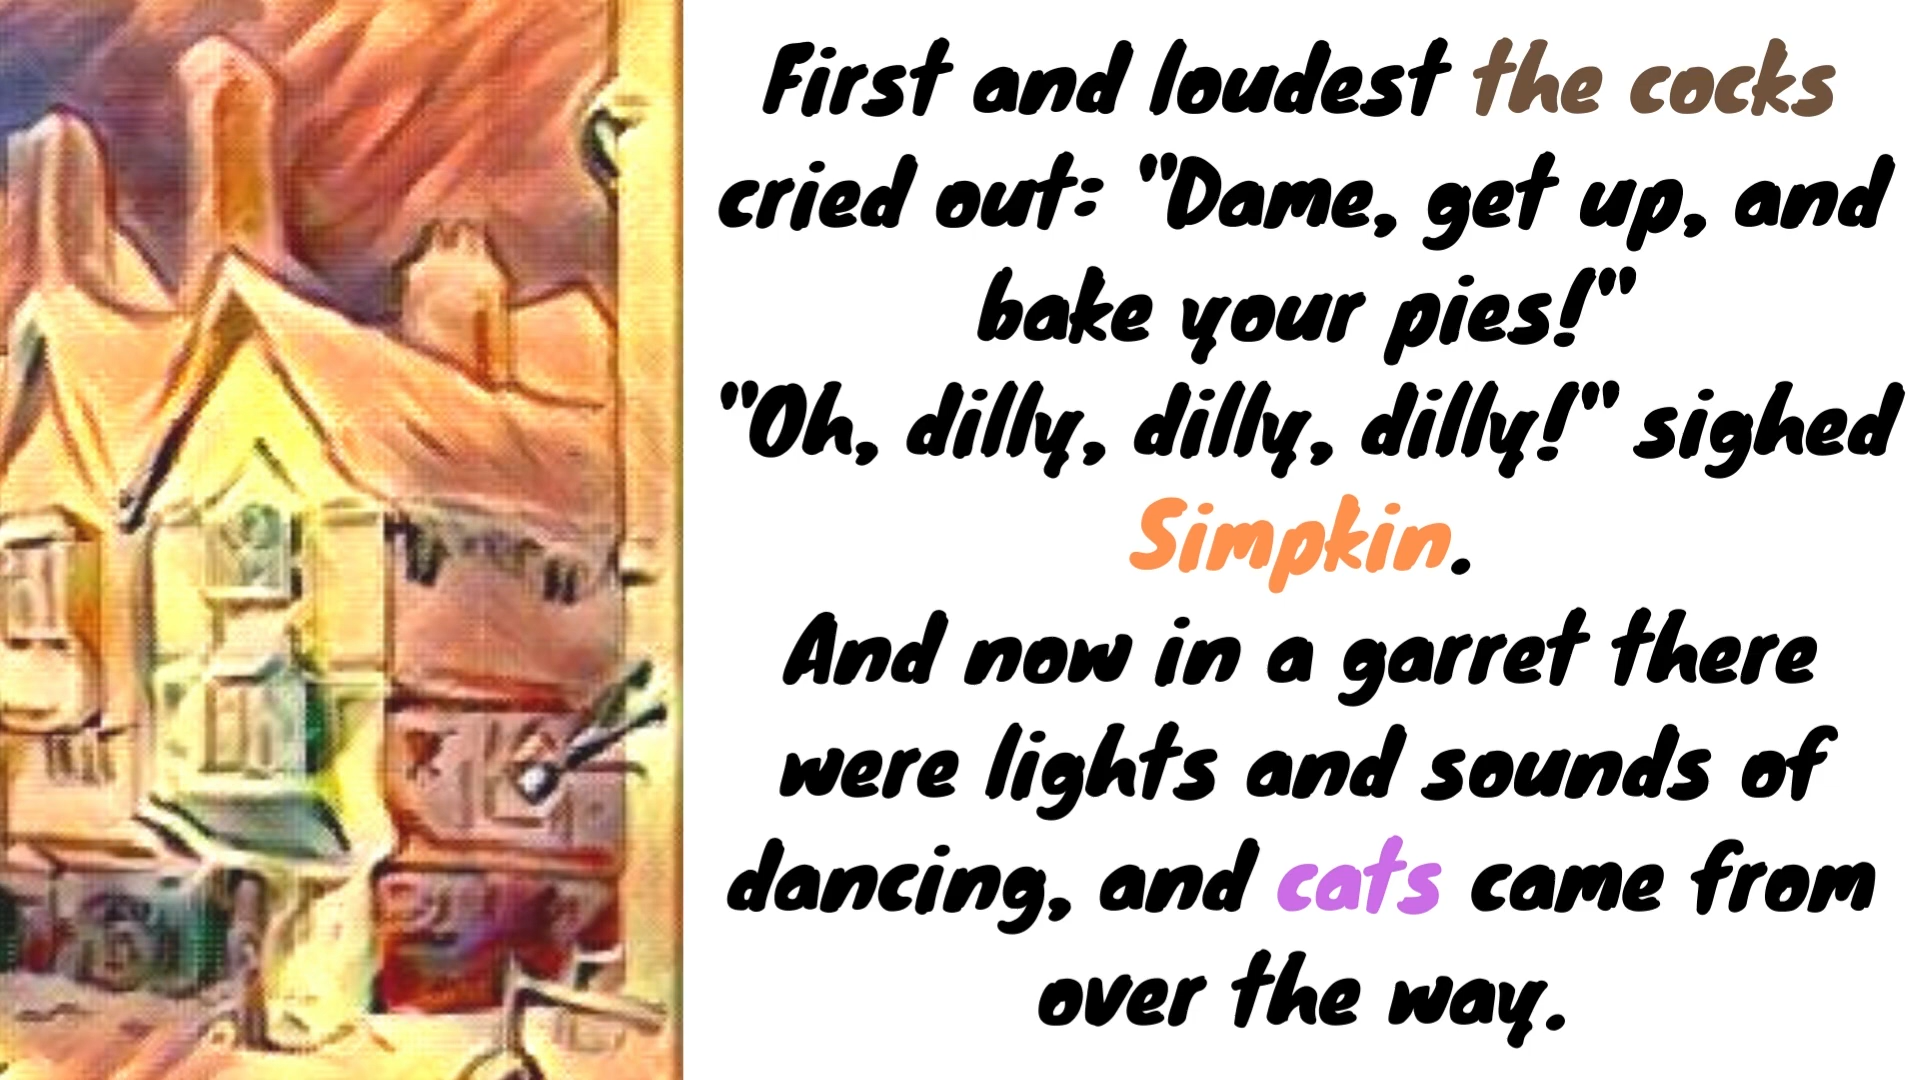 First and loudest the cocks
cried out: "Dame, get up, and
bake your pies!"
"Oh, dilly, dilly, dilly!" sighed
Simpkin.
And now in a garret there
were lights and sounds of
dancing, and cats came from
over the way.